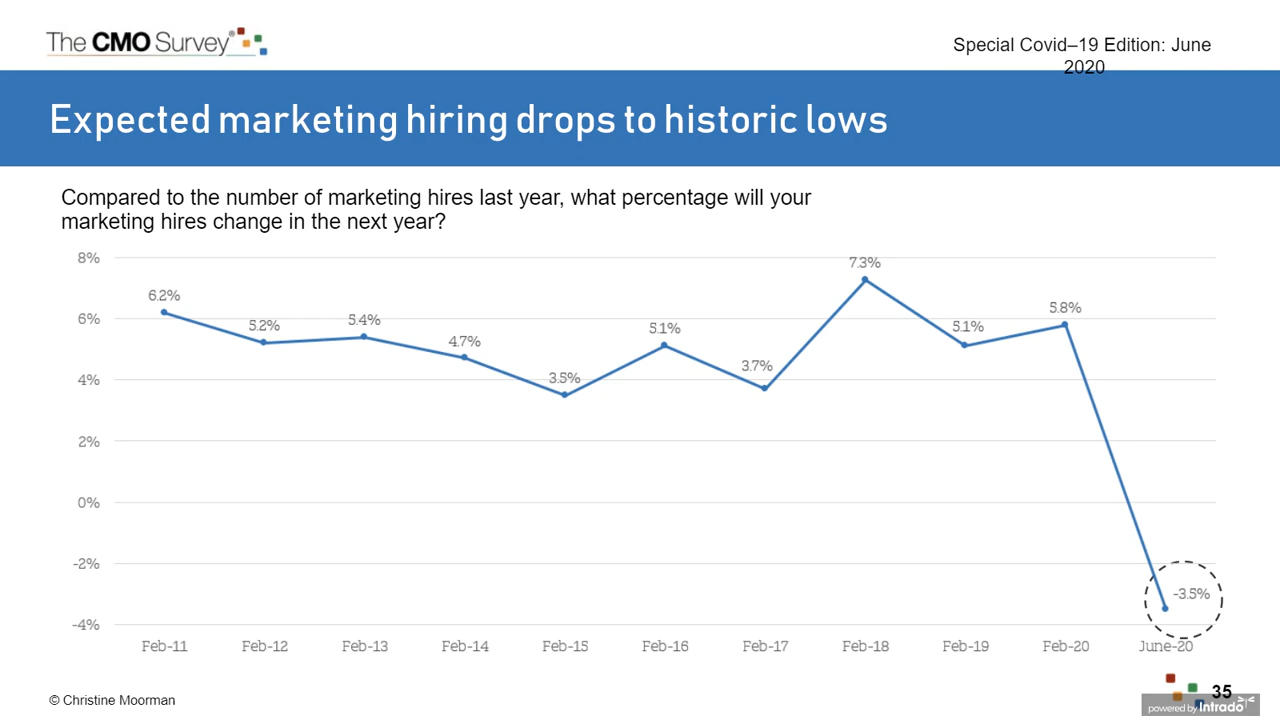 The CMO Survey®
Special Covid–19 Edition: June
2020
Expected marketing hiring drops to historic lows
Compared to the number of marketing hires last year, what percentage will your
marketing hires change in the next year?
8%
6%
4%
2%
0%
-2%
-4%
6.2%
5.2%
5.4%
4.7%
3.5%
5.1%
3.7%
7.3%
5.1%
5.8%
-3.5%
Feb-11 Feb-12 Feb-13 Feb-14 Feb-15 Feb-16 Feb-17 Feb-18 Feb-19 Feb-20 June-20
© Christine Moorman
35
powered by Intrado